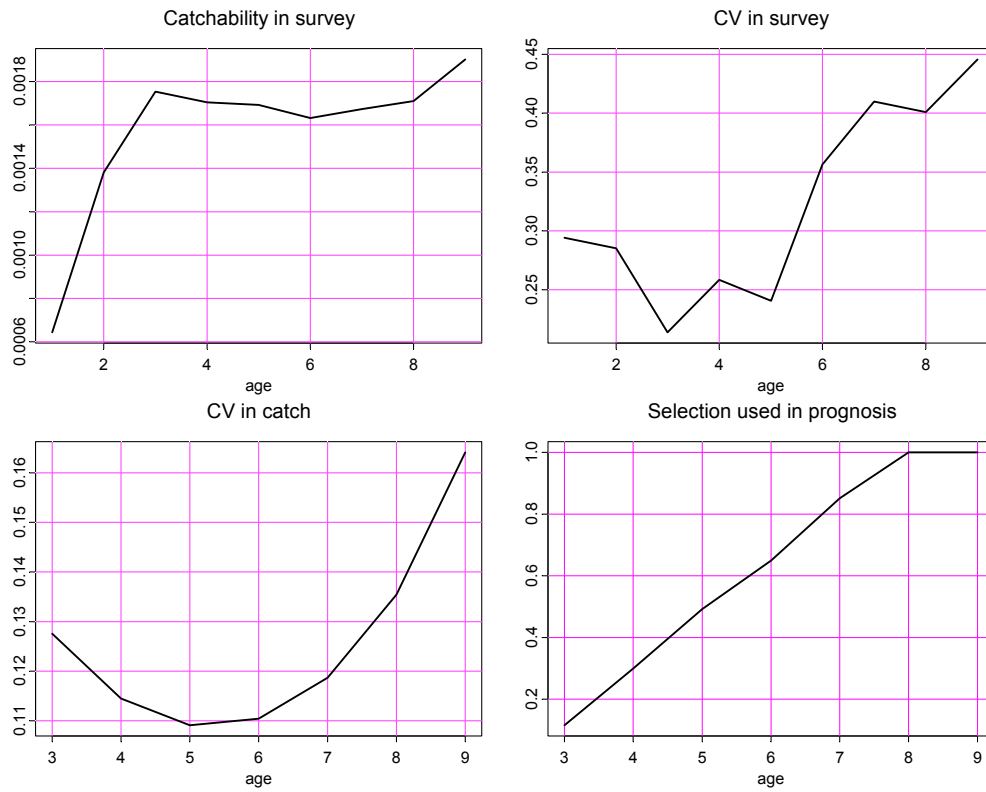 Catchability in survey
0.0018
0.0014
0.0010
0.0006
2 4 6 8
age
CV in survey
0.45
0.40
0.35
0.30
0.25
2 4 6 8
age
CV in catch
0.16
0.15
0.14
0.13
0.12
0.11
3 4 5 6 7 8 9
age
Selection used in prognosis
1.0
0.8
0.6
0.4
0.2
3 4 5 6 7 8 9
age